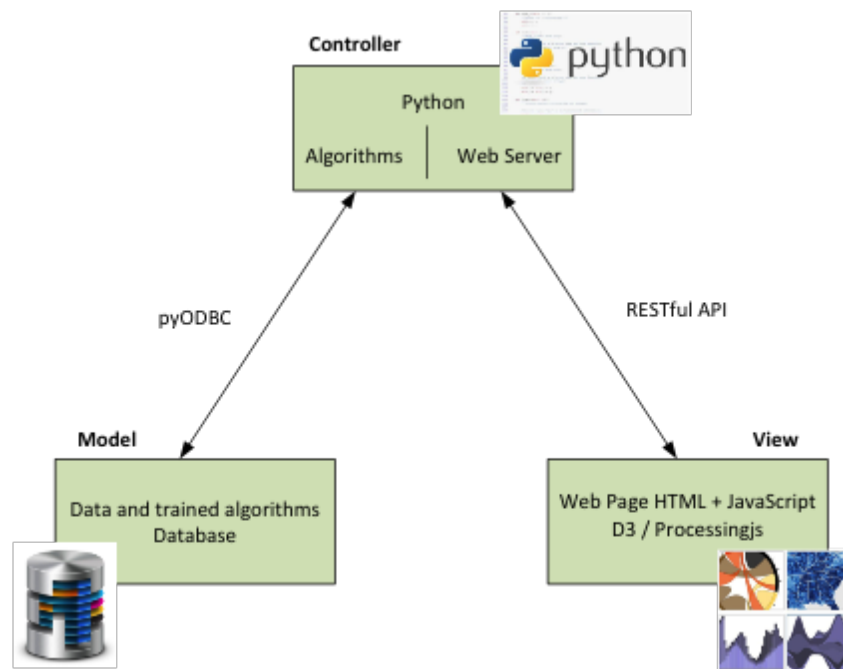 Controller
python
Python
Algorithms
Web Server
pyODBC
RESTful API
Model
View
Data and trained algorithms
Database
Web Page HTML + JavaScript
D3 / Processingjs